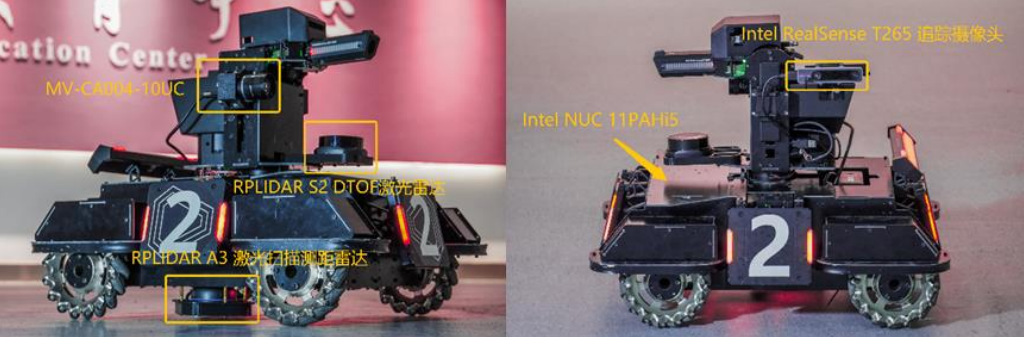 cation Center
MV-CA004-10UC
RPLIDAR S2 DTOF激光雷达
2
2
RPLIDAR A3 激光扫描测距雷达
Intel RealSense T265 追踪摄像头
Intel NUC 11PAHi5
2